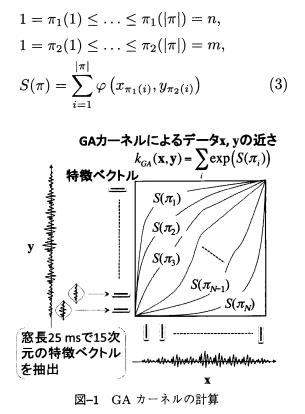 1 = π₁(1) ≤ … ≤ π₁(|π|) = n,
1 = π₂(1) ≤ … ≤ π₂(|π|) = m,
S(π) = ∑_{i=1}^{|π|} φ (x_{π₁(i)}, y_{π₂(i)}) (3)
GAカーネルによるデータx, yの近さ
k_{GA}(x,y) = ∑_i exp(S(π_i))
特徴ベクトル
S(π₁)
S(π₂)
S(π₃)
S(π_{N−1})
S(π_N)
y
窓長25 msで15次
元の特徴ベクトル
を抽出
x
図–1 GA カーネルの計算